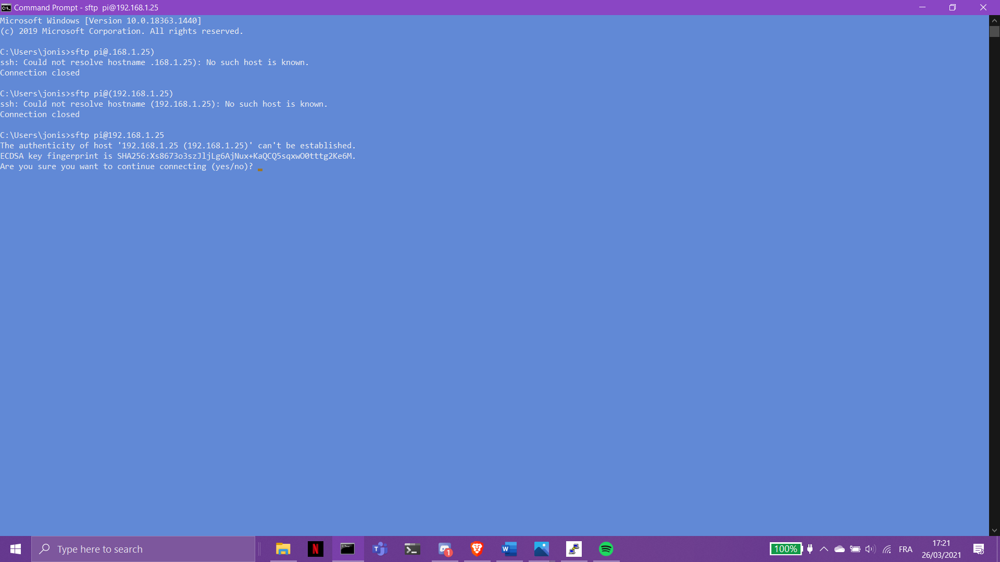 Command Prompt - sftp  pi@192.168.1.25
Microsoft Windows [Version 10.0.18363.1440]
(c) 2019 Microsoft Corporation. All rights reserved.
C:\Users\jonis>sftp pi@.168.1.25)
ssh: Could not resolve hostname .168.1.25): No such host is known.
Connection closed
C:\Users\jonis>sftp pi@(192.168.1.25)
ssh: Could not resolve hostname (192.168.1.25): No such host is known.
Connection closed
C:\Users\jonis>sftp pi@192.168.1.25
The authenticity of host '192.168.1.25 (192.168.1.25)' can't be established.
ECDSA key fingerprint is SHA256:Xs8673o3szJljLg6AjNux+KaQCQ5sqxwO0tttg2Ke6M.
Are you sure you want to continue connecting (yes/no)?
Type here to search
N
1
W
100%
FRA
17:21
26/03/2021